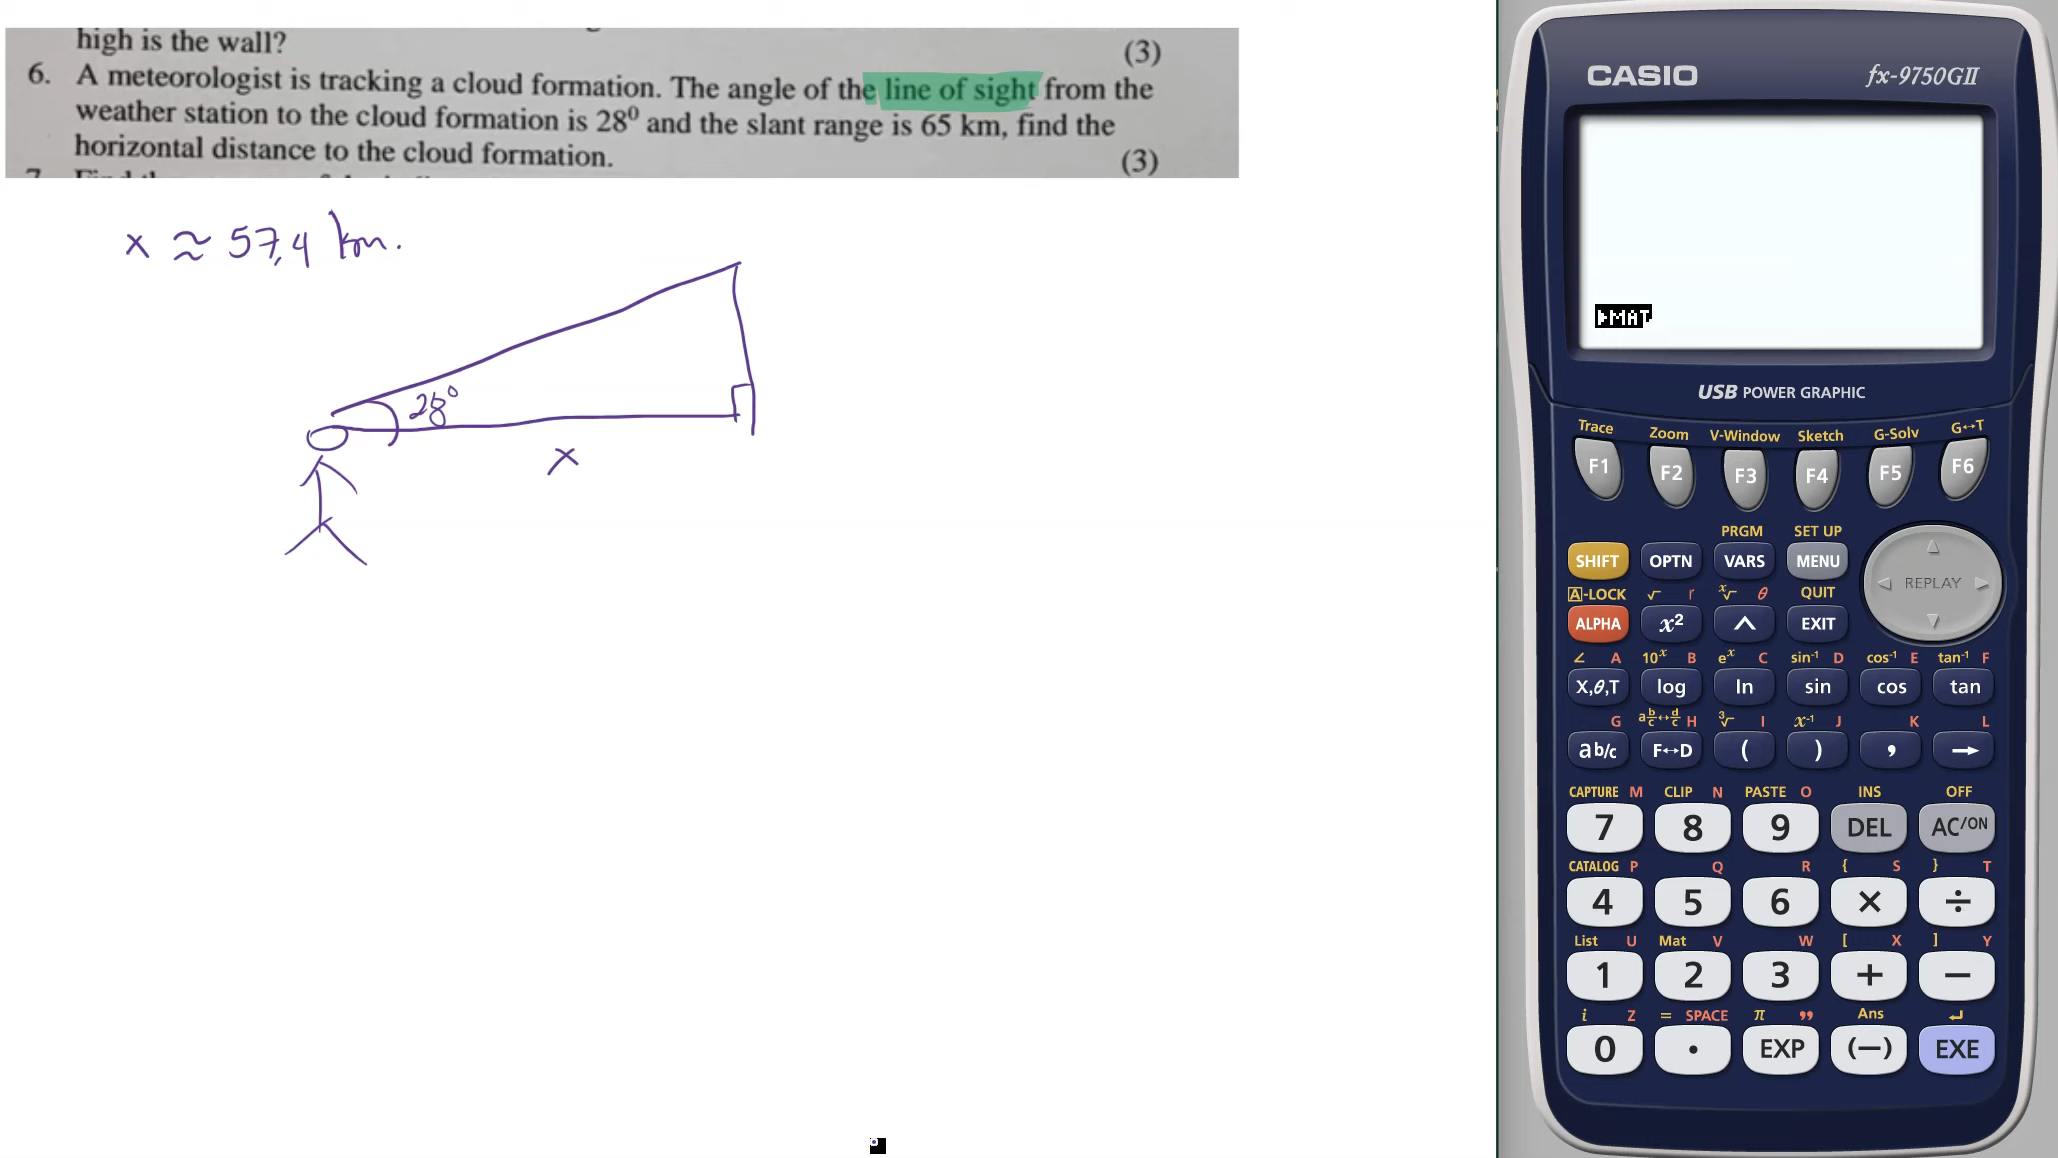 high is the wall?
(3)
6. A meteorologist is tracking a cloud formation. The angle of the line of sight from the
weather station to the cloud formation is 28⁰ and the slant range is 65 km, find the
horizontal distance to the cloud formation.
(3)
7.
x ≈ 57,4 km.
28°
x
CASIO fx-9750GII
▶MAT
USB POWER GRAPHIC
Trace Zoom V-Window Sketch G-Solv G↔T
F1 F2 F3 F4 F5 F6
PRGM SET UP
SHIFT OPTN VARS MENU
REPLAY
A-LOCK √ r ˣ√ θ QUIT
ALPHA x² ^ EXIT
∠ A 10ˣ B eˣ C sin⁻¹ D cos⁻¹ E tan⁻¹ F
X,θ,T log ln sin cos tan
G a b/c↔d/c H ³√ I x⁻¹ J K L
a b/c F↔D ( ) , →
CAPTURE M CLIP N PASTE O INS OFF
7 8 9 DEL AC/ON
CATALOG P Q R { S } T
4 5 6 × ÷
List U Mat V W [ X ] Y
1 2 3 + −
i Z = SPACE π " Ans ↵
0 . EXP (−) EXE